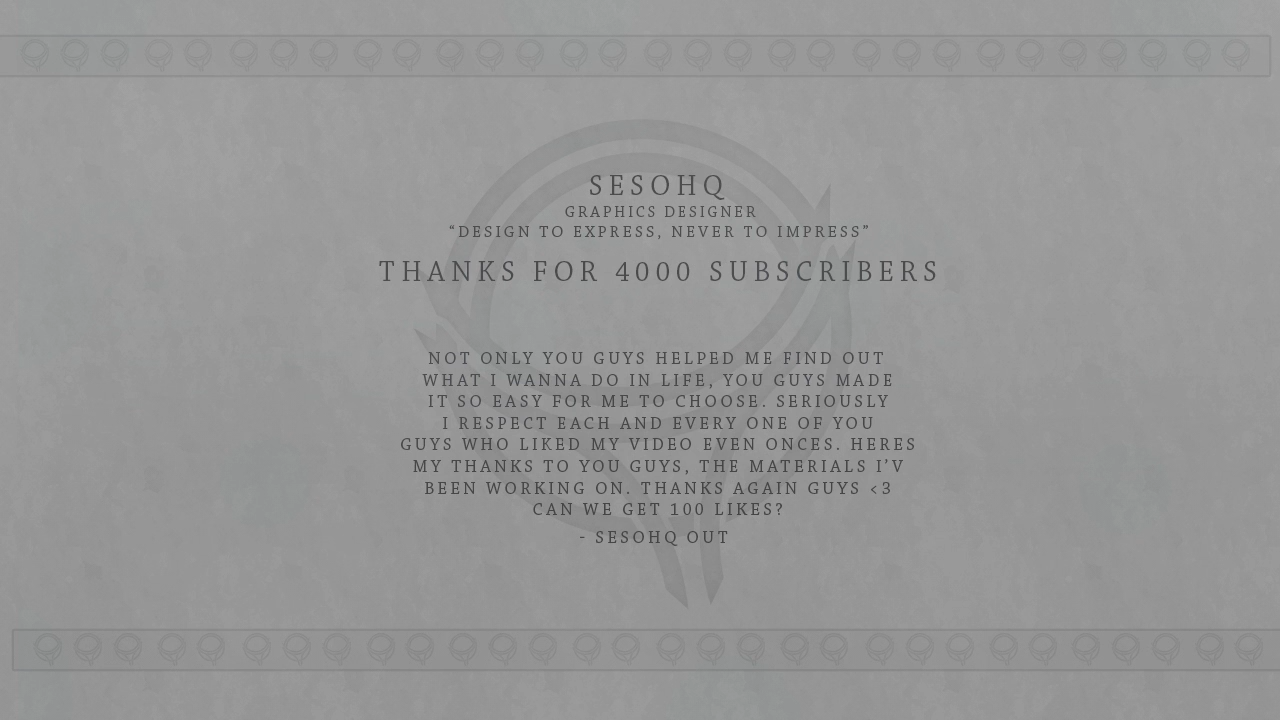 SESOHQ
GRAPHICS DESIGNER
“DESIGN TO EXPRESS, NEVER TO IMPRESS”
THANKS FOR 4000 SUBSCRIBERS
NOT ONLY YOU GUYS HELPED ME FIND OUT
WHAT I WANNA DO IN LIFE, YOU GUYS MADE
IT SO EASY FOR ME TO CHOOSE. SERIOUSLY
I RESPECT EACH AND EVERY ONE OF YOU
GUYS WHO LIKED MY VIDEO EVEN ONCES. HERES
MY THANKS TO YOU GUYS, THE MATERIALS I’V
BEEN WORKING ON. THANKS AGAIN GUYS <3
CAN WE GET 100 LIKES?
- SESOHQ OUT